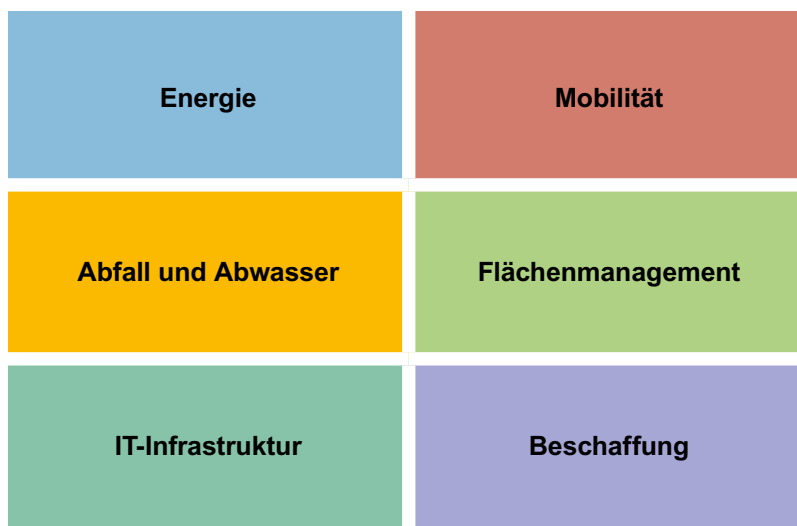 Energie
Mobilität
Abfall und Abwasser
Flächenmanagement
IT-Infrastruktur
Beschaffung